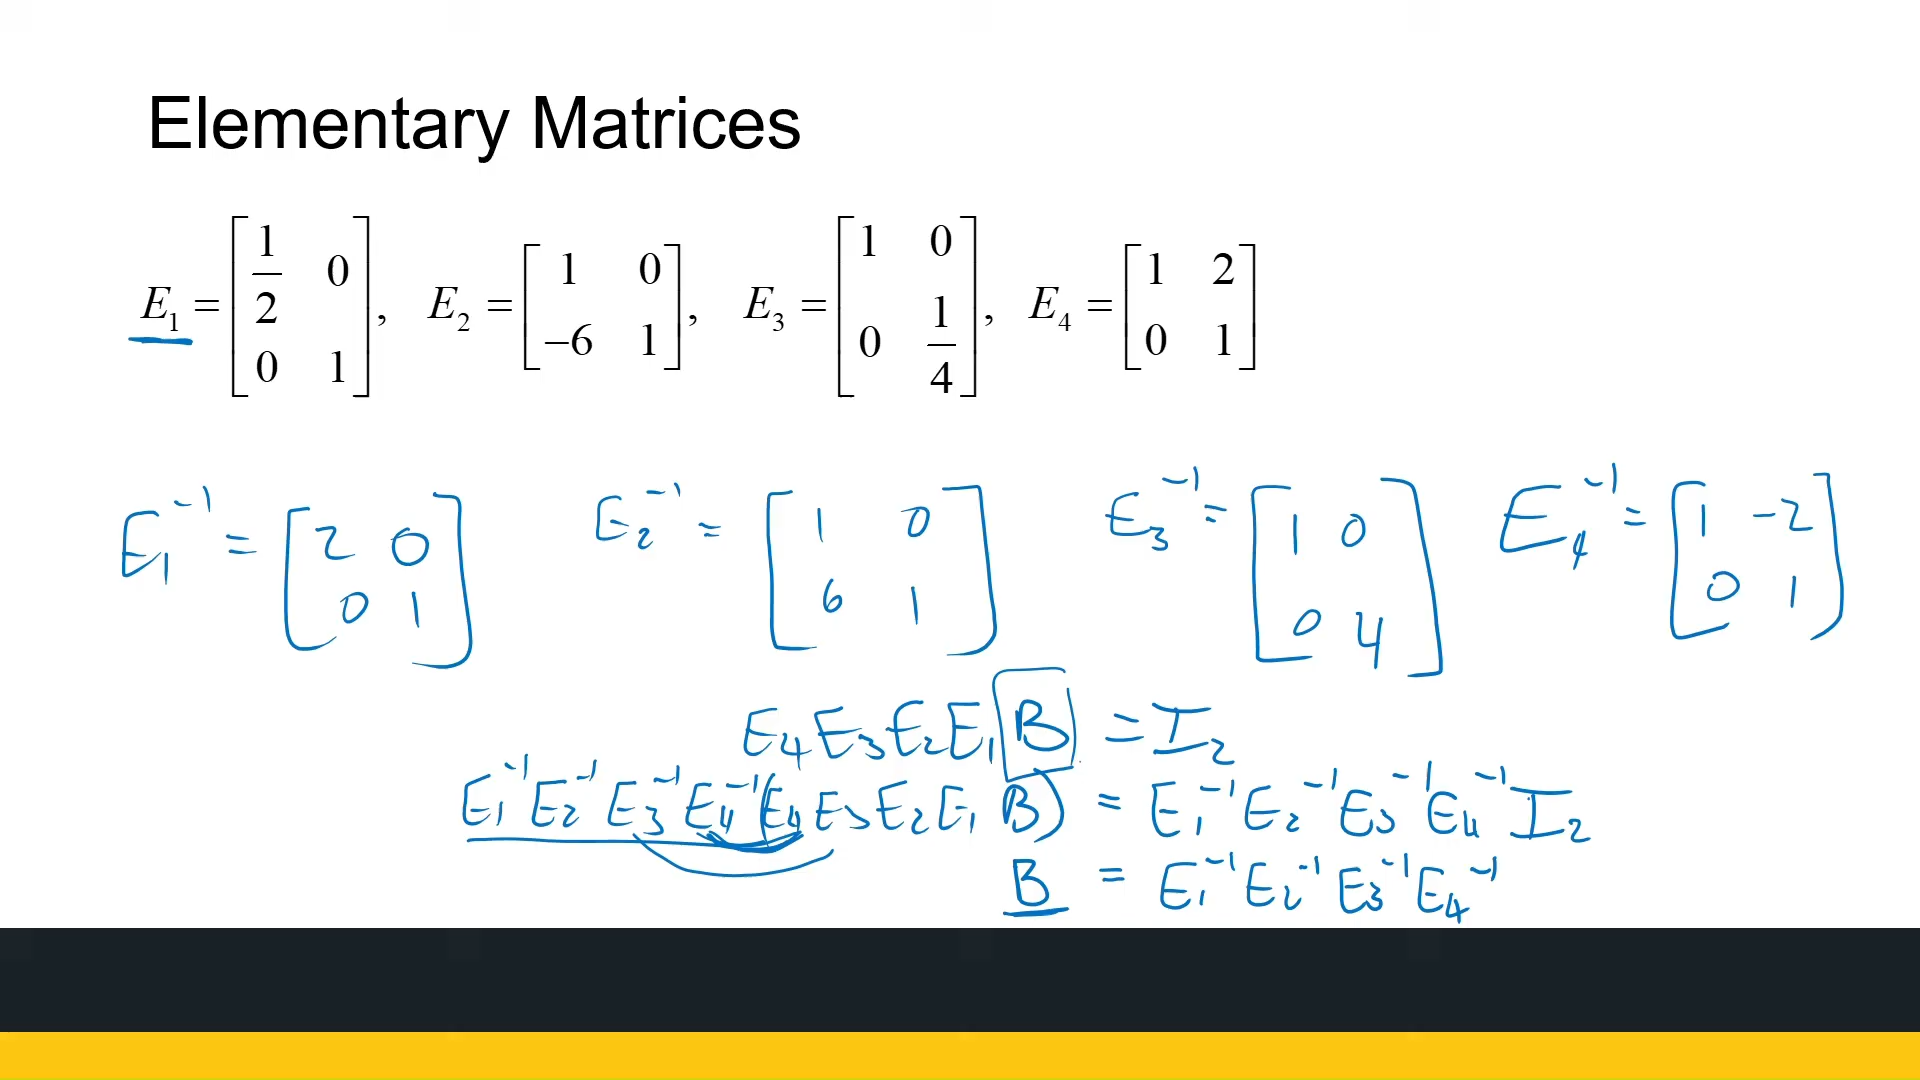 Elementary Matrices
E₁ = [1/2 0; 0 1], E₂ = [1 0; −6 1], E₃ = [1 0; 0 1/4], E₄ = [1 2; 0 1]
E₁⁻¹ = [2 0; 0 1] E₂⁻¹ = [1 0; 6 1] E₃⁻¹ = [1 0; 0 4] E₄⁻¹ = [1 -2; 0 1]
E₄E₃E₂E₁B = I₂
E₁⁻¹E₂⁻¹E₃⁻¹E₄⁻¹(E₄E₃E₂E₁B) = E₁⁻¹E₂⁻¹E₃⁻¹E₄⁻¹I₂
B = E₁⁻¹E₂⁻¹E₃⁻¹E₄⁻¹